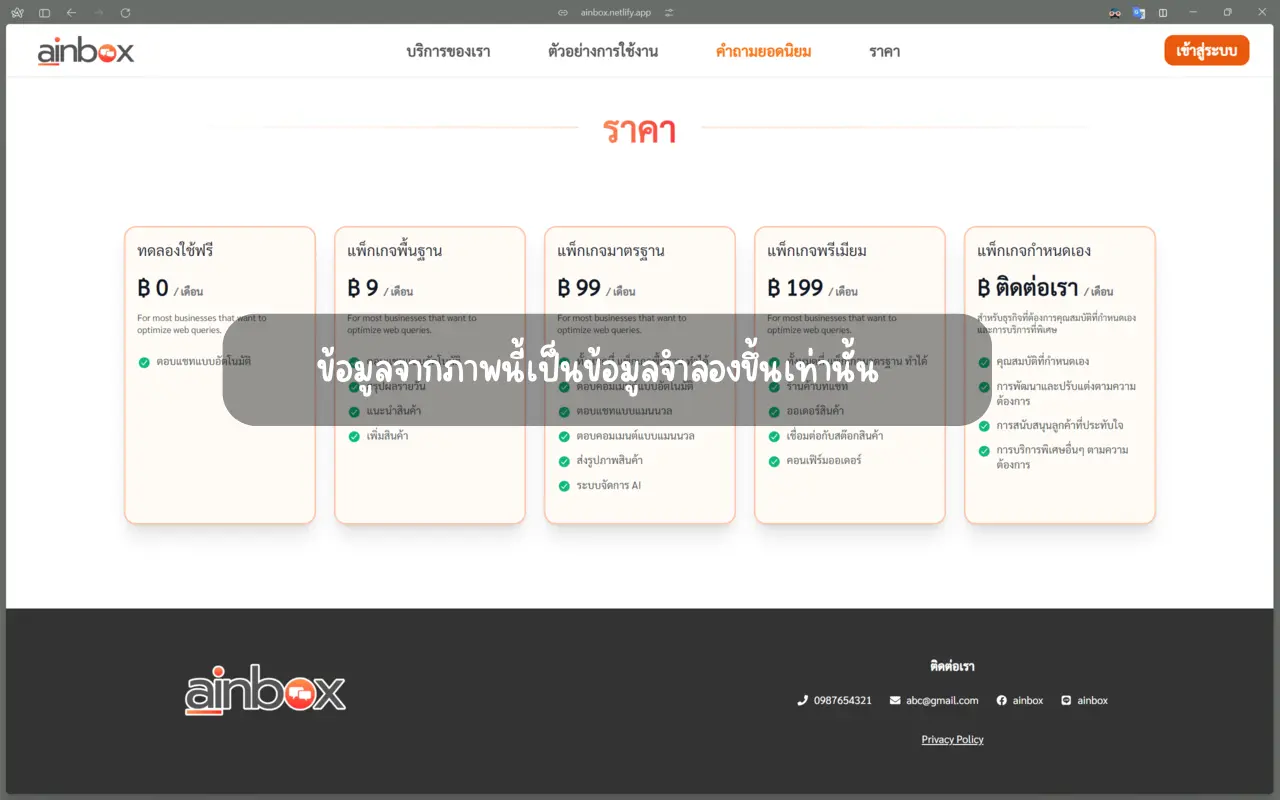 ainbox.netlify.app
ainbox
บริการของเรา
ตัวอย่างการใช้งาน
คำถามยอดนิยม
ราคา
เข้าสู่ระบบ
ราคา
ทดลองใช้ฟรี
฿ 0 / เดือน
For most businesses that want to
optimize web queries.
ตอบแชทแบบอัตโนมัติ
แพ็กเกจพื้นฐาน
฿ 9 / เดือน
For most businesses that want to
optimize web queries.
สรุปผลรายวัน
แนะนำสินค้า
เพิ่มสินค้า
แพ็กเกจมาตรฐาน
฿ 99 / เดือน
For most businesses that want to
optimize web queries.
ตอบคอมเมนต์แบบอัตโนมัติ
ตอบแชทแบบแมนนวล
ตอบคอมเมนต์แบบแมนนวล
ส่งรูปภาพสินค้า
ระบบจัดการ AI
แพ็กเกจพรีเมียม
฿ 199 / เดือน
For most businesses that want to
optimize web queries.
ออเดอร์สินค้า
เชื่อมต่อกับสต๊อกสินค้า
คอนเฟิร์มออเดอร์
แพ็กเกจกำหนดเอง
฿ ติดต่อเรา / เดือน
สำหรับธุรกิจที่ต้องการคุณสมบัติที่กำหนดเอง
และการบริการที่พิเศษ
คุณสมบัติที่กำหนดเอง
การพัฒนาและปรับแต่งตามความ
ต้องการ
การสนับสนุนลูกค้าที่ประทับใจ
การบริการพิเศษอื่นๆ ตามความ
ต้องการ
ข้อมูลจากภาพนี้เป็นข้อมูลจำลองขึ้นเท่านั้น
ainbox
ติดต่อเรา
0987654321
abc@gmail.com
ainbox
ainbox
Privacy Policy